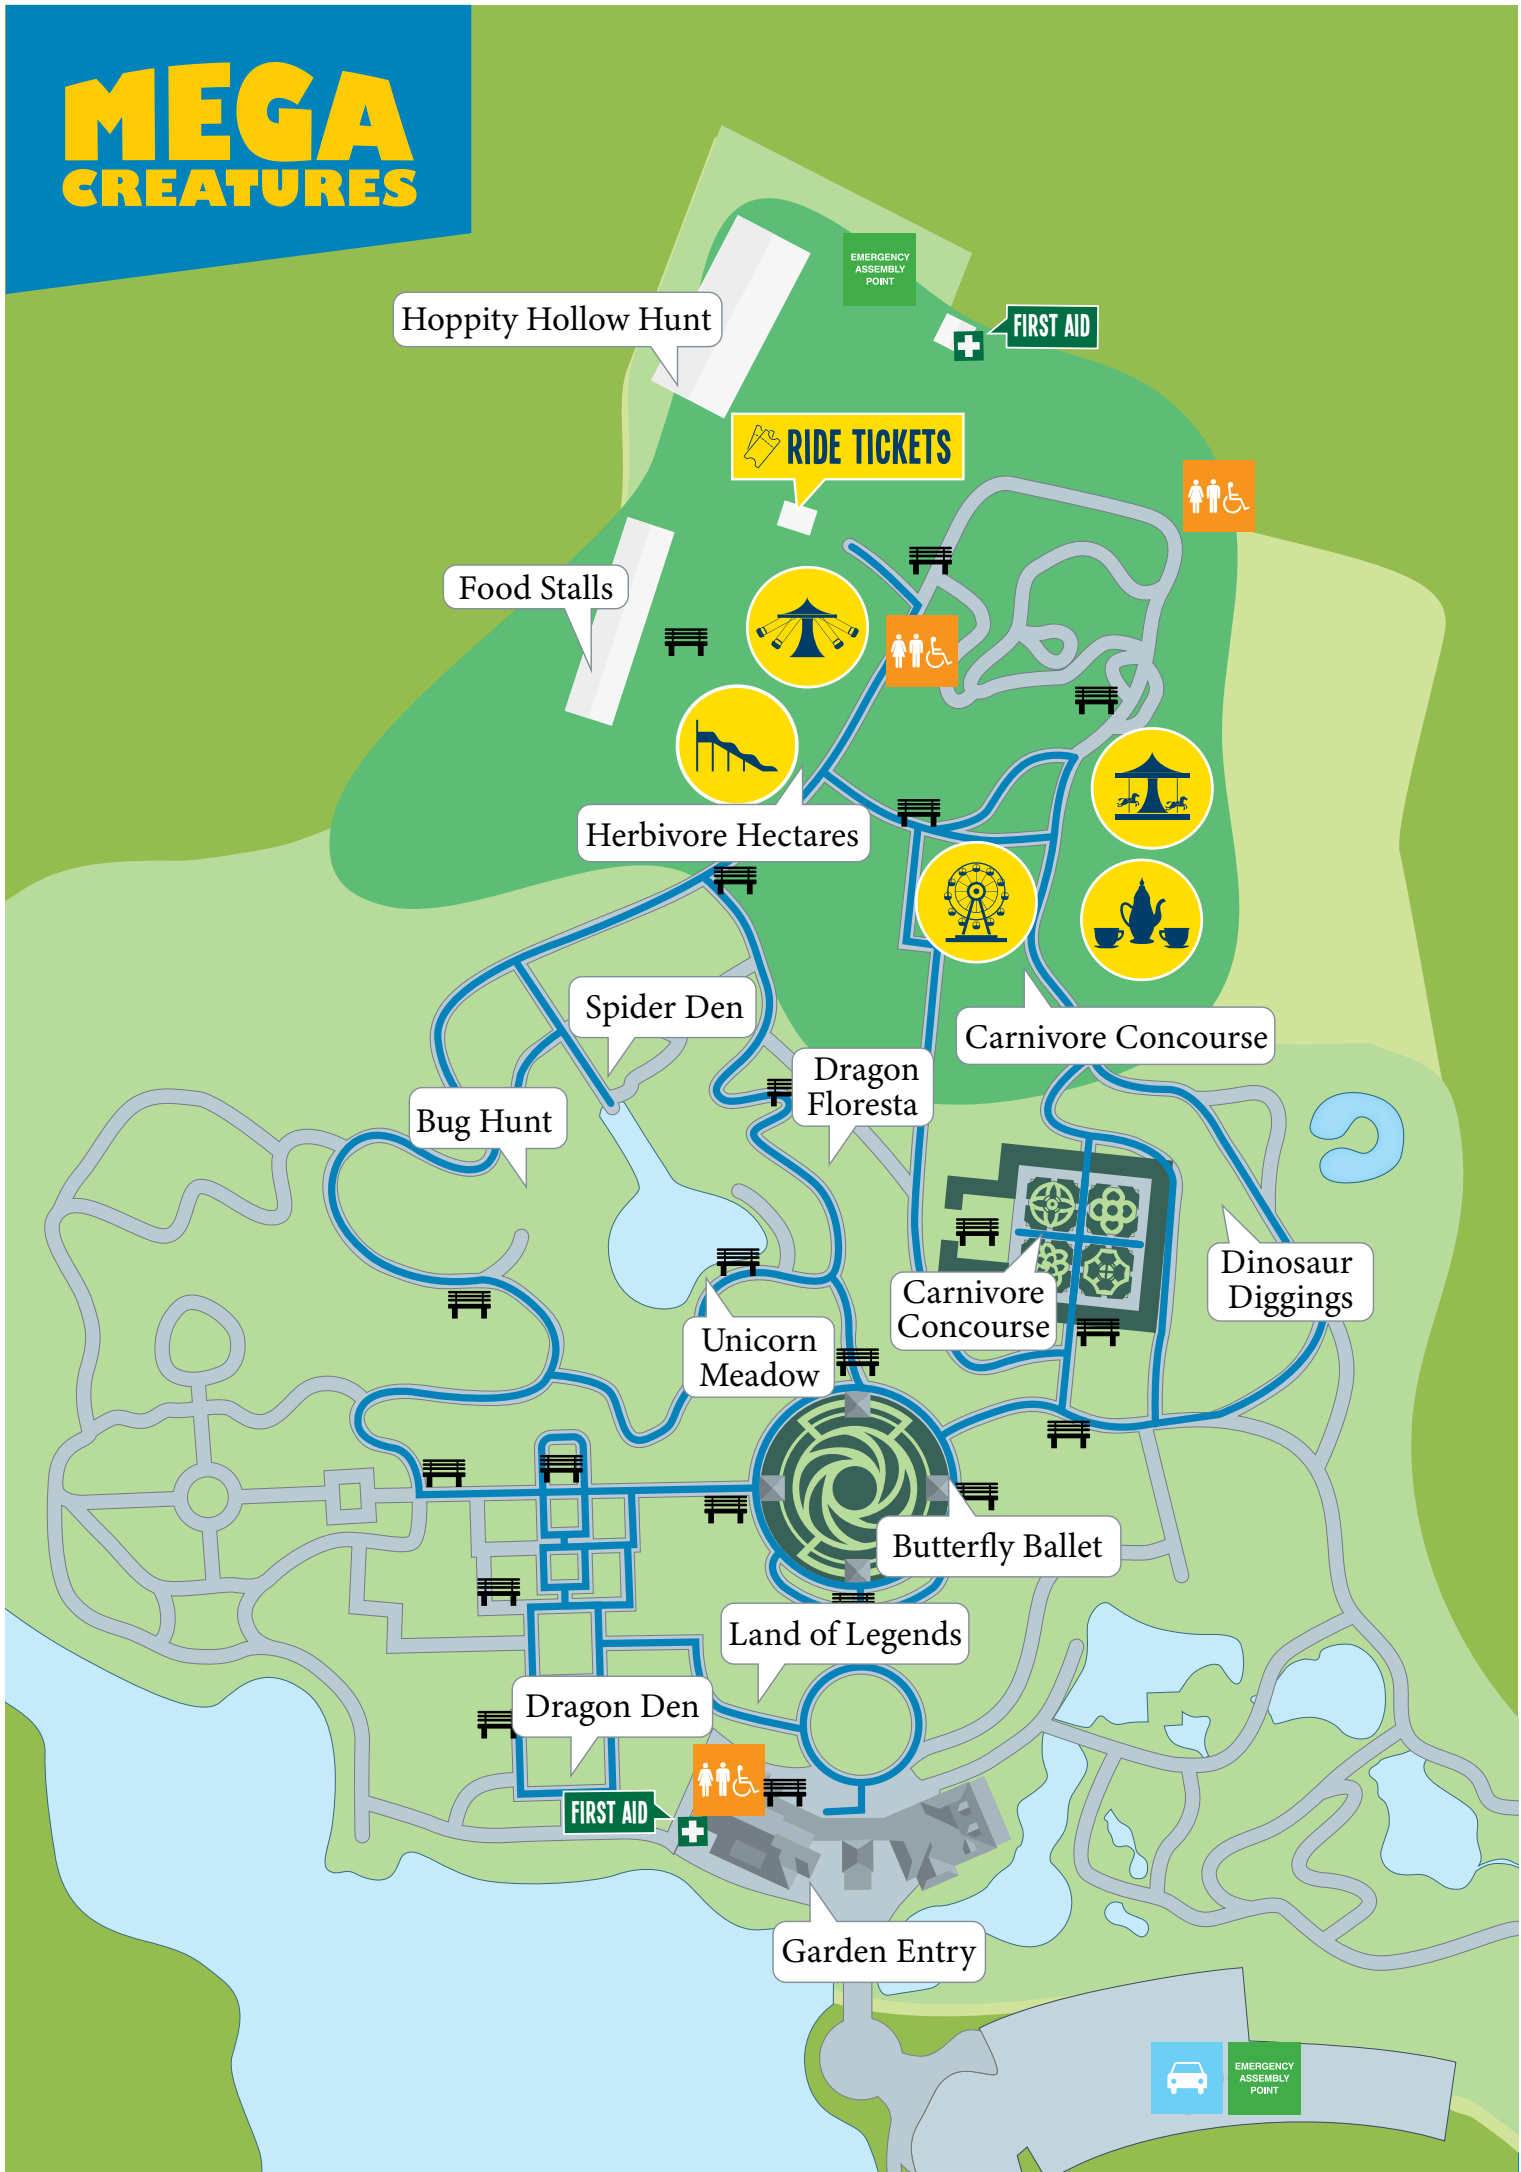 MEGA
CREATURES
EMERGENCY
ASSEMBLY
POINT
Hoppity Hollow Hunt
FIRST AID
RIDE TICKETS
Food Stalls
Herbivore Hectares
Spider Den
Carnivore Concourse
Dragon
Floresta
Bug Hunt
Dinosaur
Diggings
Carnivore
Concourse
Unicorn
Meadow
Butterfly Ballet
Land of Legends
Dragon Den
FIRST AID
Garden Entry
EMERGENCY
ASSEMBLY
POINT